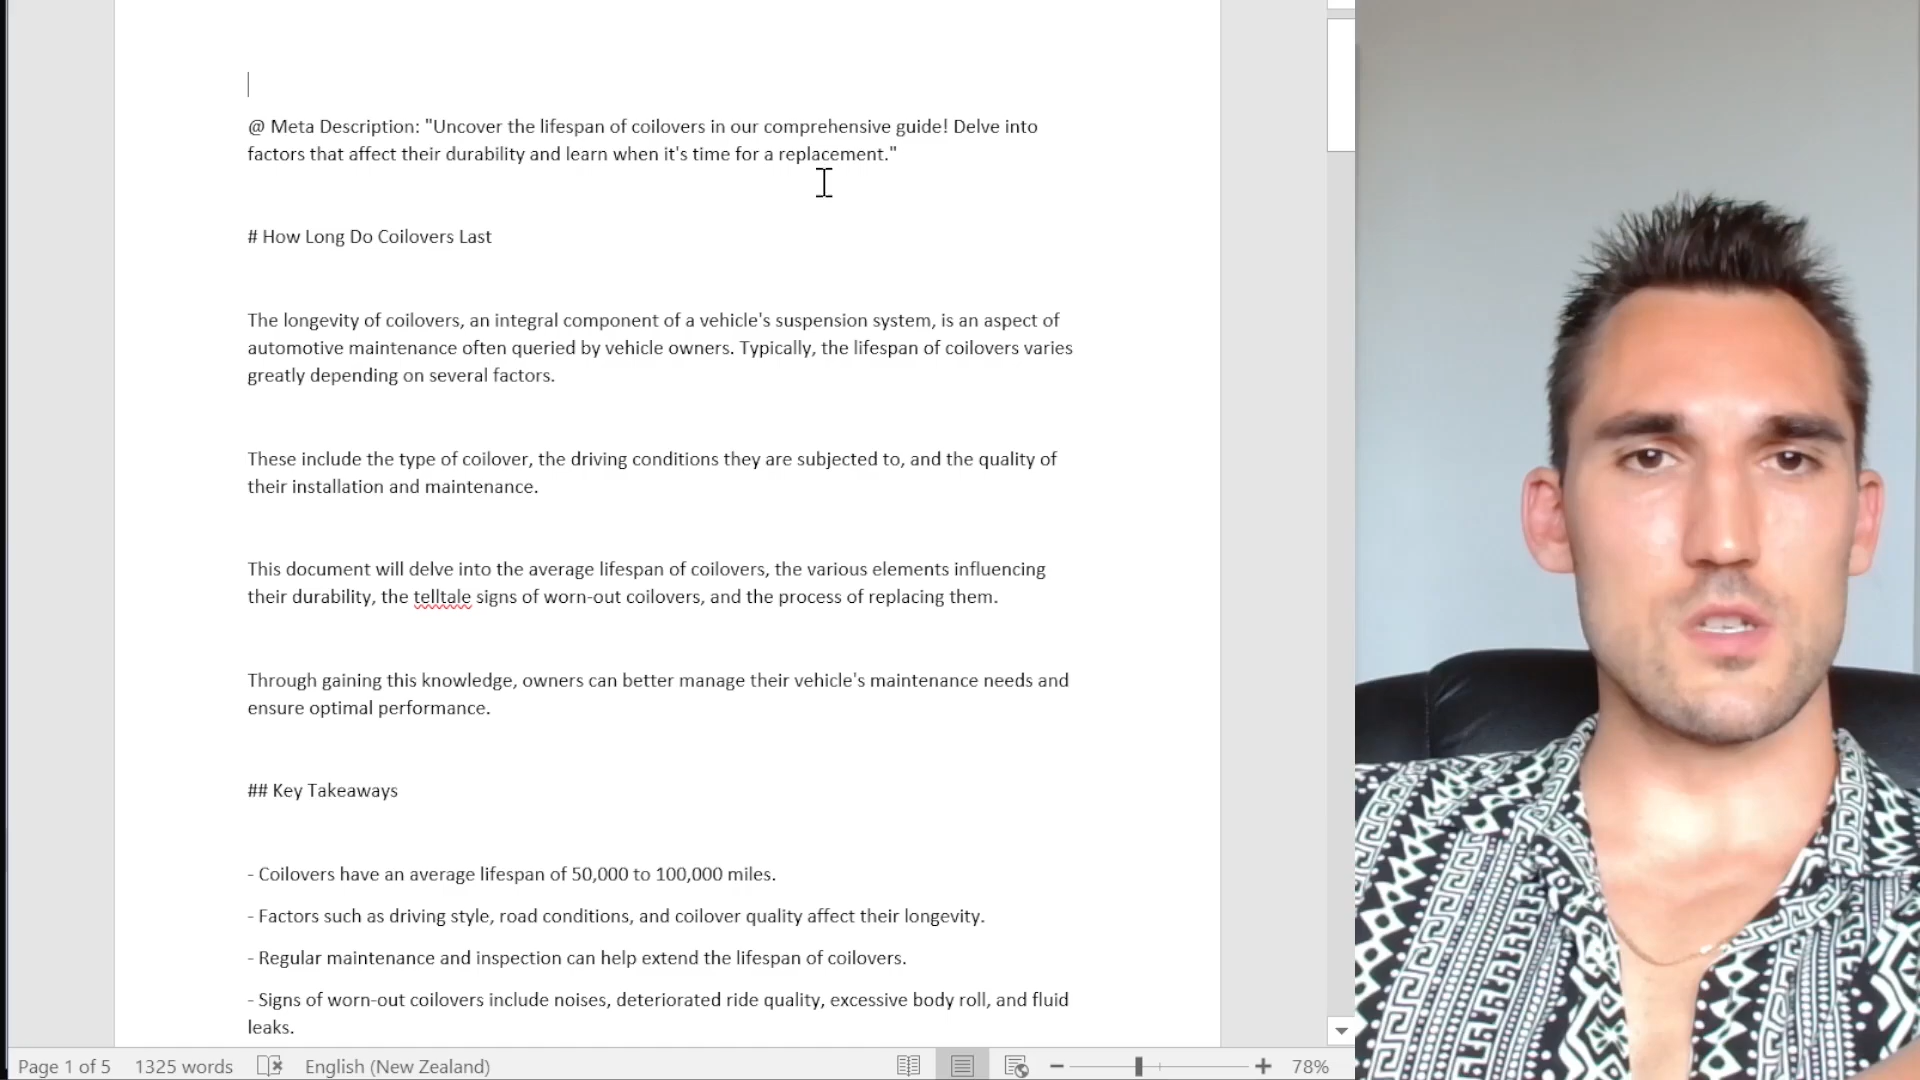 @ Meta Description: "Uncover the lifespan of coilovers in our comprehensive guide! Delve into
factors that affect their durability and learn when it's time for a replacement."
# How Long Do Coilovers Last
The longevity of coilovers, an integral component of a vehicle's suspension system, is an aspect of
automotive maintenance often queried by vehicle owners. Typically, the lifespan of coilovers varies
greatly depending on several factors.
These include the type of coilover, the driving conditions they are subjected to, and the quality of
their installation and maintenance.
This document will delve into the average lifespan of coilovers, the various elements influencing
their durability, the telltale signs of worn-out coilovers, and the process of replacing them.
Through gaining this knowledge, owners can better manage their vehicle's maintenance needs and
ensure optimal performance.
## Key Takeaways
- Coilovers have an average lifespan of 50,000 to 100,000 miles.
- Factors such as driving style, road conditions, and coilover quality affect their longevity.
- Regular maintenance and inspection can help extend the lifespan of coilovers.
- Signs of worn-out coilovers include noises, deteriorated ride quality, excessive body roll, and fluid
leaks.
Page 1 of 5 1325 words English (New Zealand) 78%